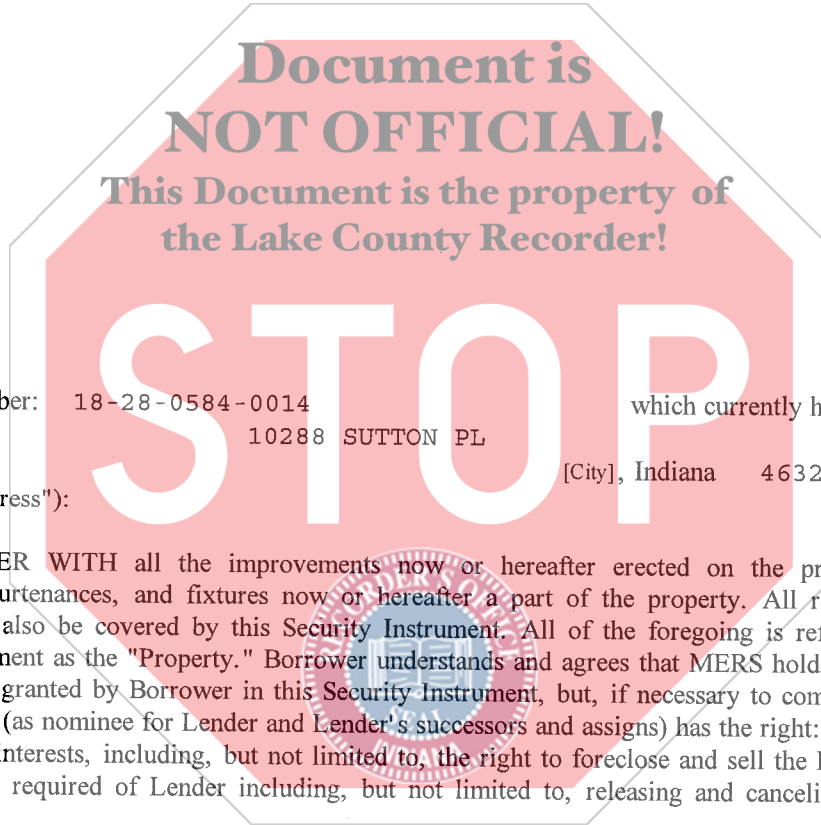 Document is
NOT OFFICIAL!
This Document is the property of
the Lake County Recorder!
STOP
ber: 18-28-0584-0014 which currently h
10288 SUTTON PL
[City], Indiana 4632
ress"):
ER WITH all the improvements now or hereafter erected on the pr
urtenances, and fixtures now or hereafter a part of the property. All r
also be covered by this Security Instrument. All of the foregoing is ref
ment as the "Property." Borrower understands and agrees that MERS hold
granted by Borrower in this Security Instrument, but, if necessary to com
(as nominee for Lender and Lender's successors and assigns) has the right:
interests, including, but not limited to, the right to foreclose and sell the
required of Lender including, but not limited to, releasing and canceli
RECORDER'S OFFICE
INDIANA